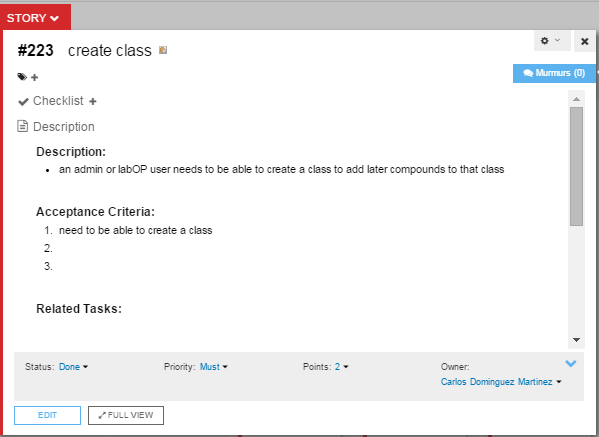 STORY
#223 create class
Murmurs (0)
Checklist
Description
Description:
an admin or labOP user needs to be able to create a class to add later compounds to that class
Acceptance Criteria:
1. need to be able to create a class
2.
3.
Related Tasks:
Status: Done Priority: Must Points: 2 Owner:
Carlos Dominguez Martinez
EDIT FULL VIEW